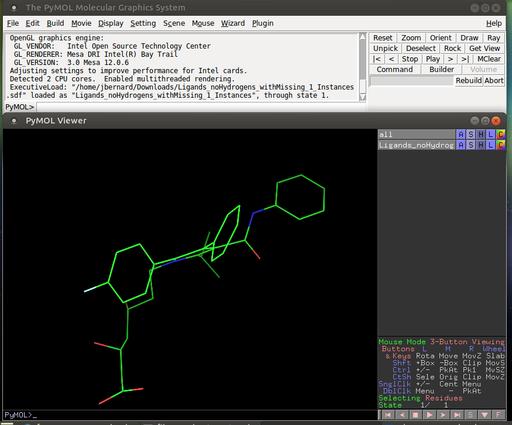 The PyMOL Molecular Graphics System
File Edit Build Movie Display Setting Scene Mouse Wizard Plugin Help
OpenGL graphics engine:
GL_VENDOR: Intel Open Source Technology Center
GL_RENDERER: Mesa DRI Intel(R) Bay Trail
GL_VERSION: 3.0 Mesa 12.0.6
Adjusting settings to improve performance for Intel cards.
Detected 2 CPU cores. Enabled multithreaded rendering.
ExecutiveLoad: "/home/jbernard/Downloads/Ligands_noHydrogens_withMissing_1_Instances
.sdf" loaded as "Ligands_noHydrogens_withMissing_1_Instances", through state 1.
PyMOL>
Reset Zoom Orient Draw Ray
Unpick Deselect Rock Get View
|< < Stop Play > >| MClear
Command Builder Volume
Rebuild Abort
PyMOL Viewer
all A S H L C
Ligands_noHydrog A S H L C
Mouse Mode 3-Button Viewing
Buttons L M R Wheel
& Keys Rota Move MovZ Slab
Shft +Box -Box Clip MovS
Ctrl +/- PkAt Pk1 MvSZ
CtSh Sele Orig Clip MovZ
SnglClk +/- Cent Menu
DblClk Menu - PkAt
Selecting Residues
State 1/ 1
PyMOL>_
S F